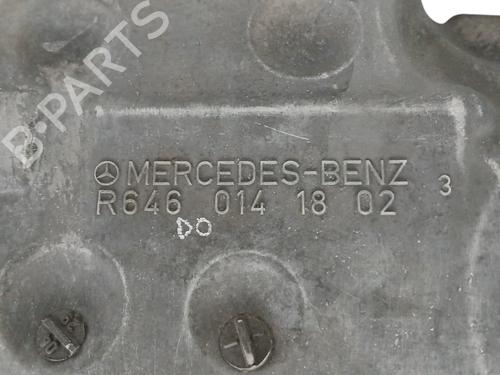 B-PARTS
MERCEDES-BENZ 3
R646 014 18 02
DO